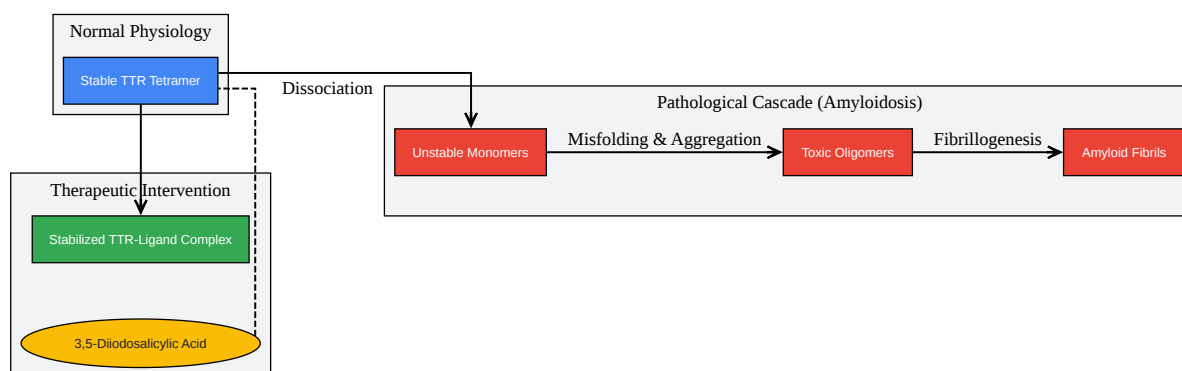 Normal Physiology
Stable TTR Tetramer
Dissociation
Pathological Cascade (Amyloidosis)
Unstable Monomers
Misfolding & Aggregation
Toxic Oligomers
Fibrillogenesis
Amyloid Fibrils
Therapeutic Intervention
Stabilized TTR-Ligand Complex
3,5-Diiodosalicylic Acid